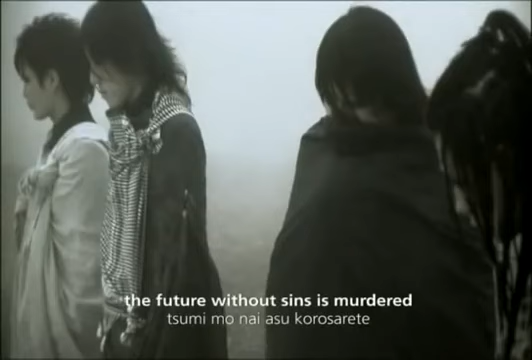 the future without sins is murdered
tsumi mo nai asu korosarete